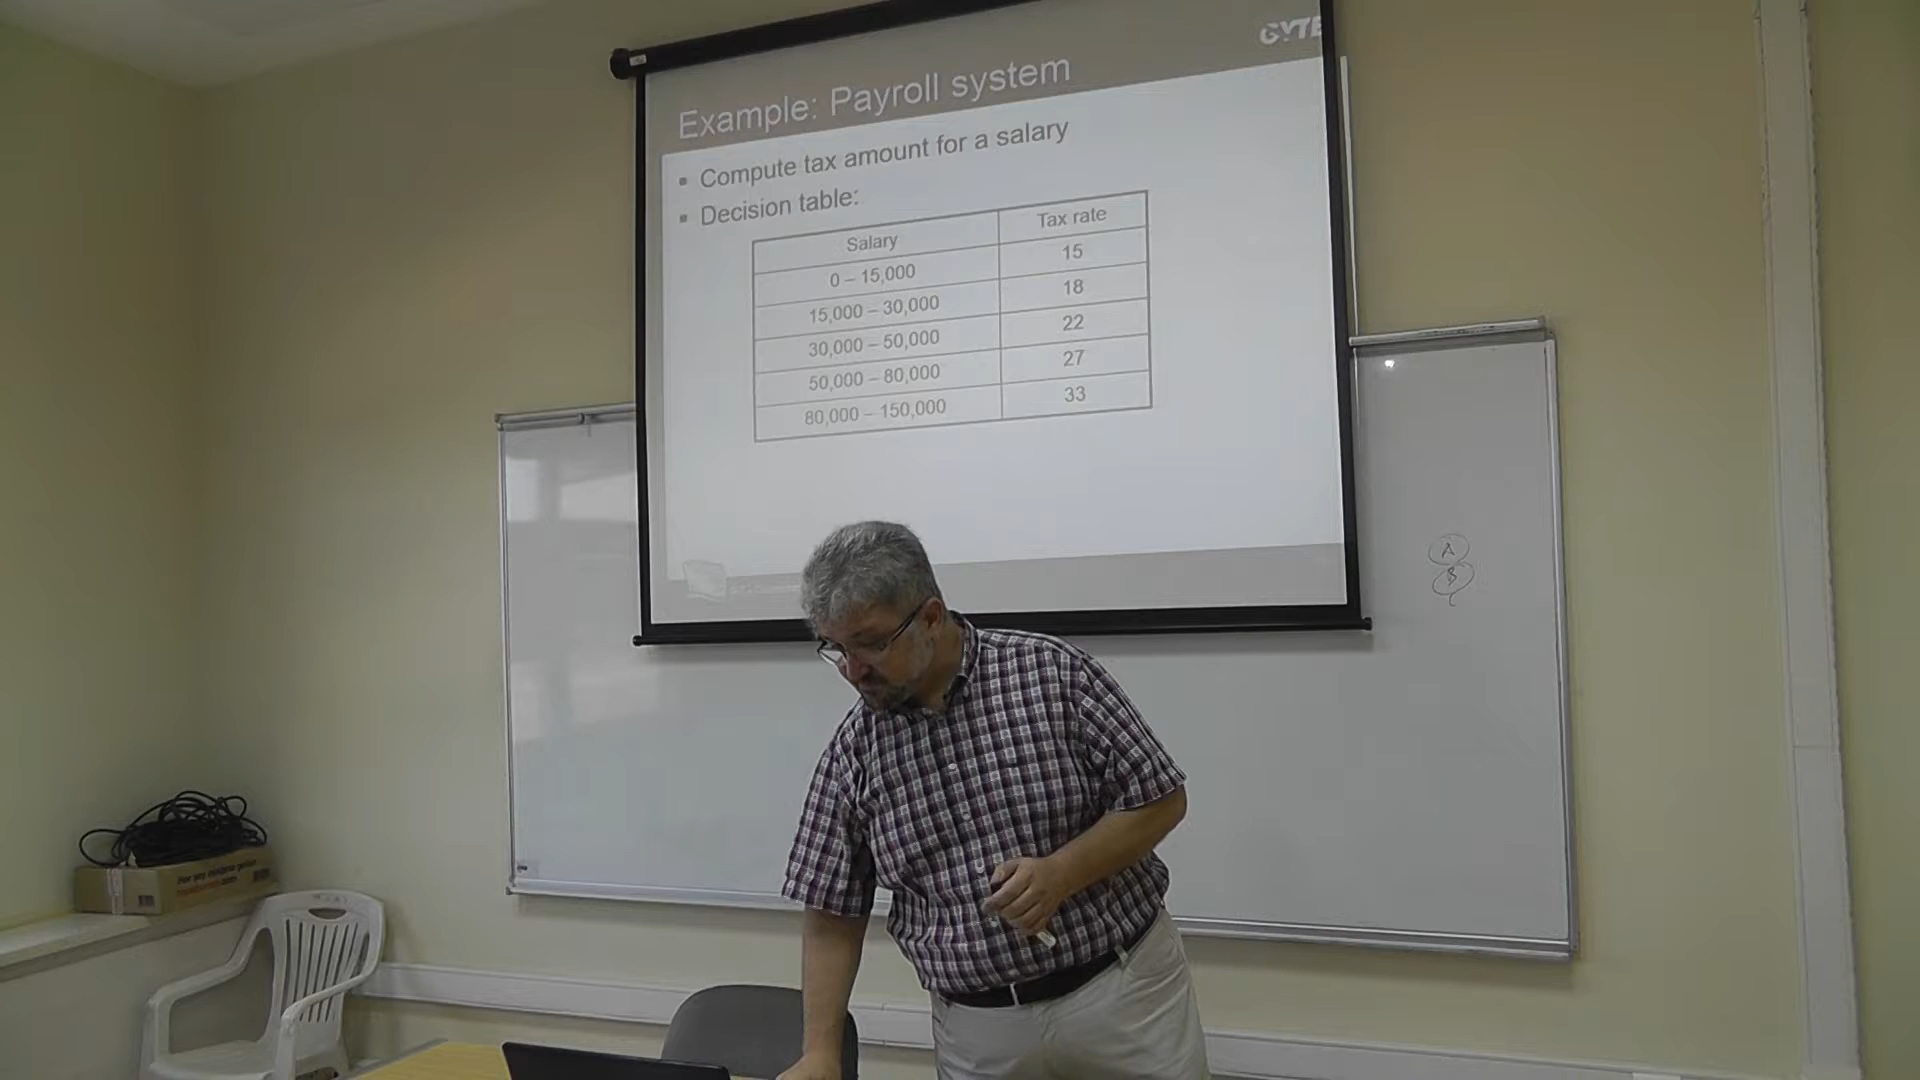 GYTE
Example: Payroll system
▪ Compute tax amount for a salary
▪ Decision table:
Salary Tax rate
0 – 15,000 15
15,000 – 30,000 18
30,000 – 50,000 22
50,000 – 80,000 27
80,000 – 150,000 33
A
B